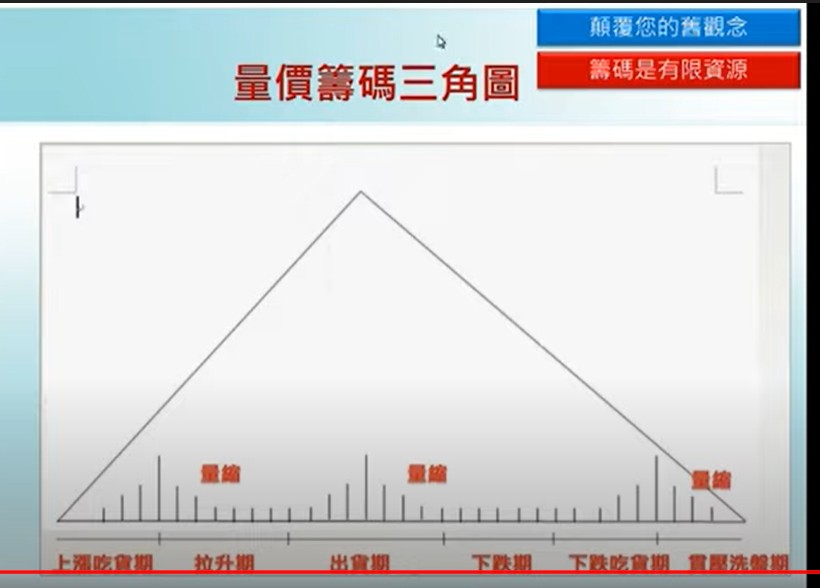 顛覆您的舊觀念
量價籌碼三角圖
籌碼是有限資源
量縮
量縮
量縮
上漲吃貨期 拉升期 出貨期 下跌期 下跌吃貨期 貫壓洗盤期